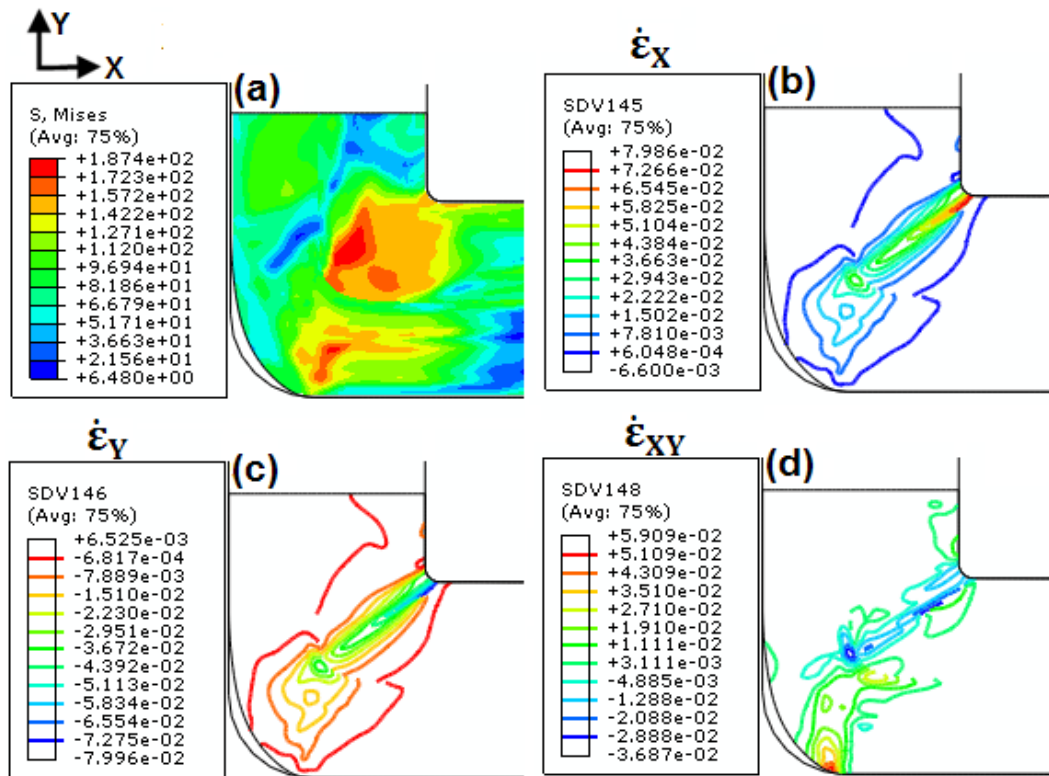 Y
X
(a)
S, Mises
(Avg: 75%)
+1.874e+02
+1.723e+02
+1.572e+02
+1.422e+02
+1.271e+02
+1.120e+02
+9.694e+01
+8.186e+01
+6.679e+01
+5.171e+01
+3.663e+01
+2.156e+01
+6.480e+00
ε̇X
(b)
SDV145
(Avg: 75%)
+7.986e-02
+7.266e-02
+6.545e-02
+5.825e-02
+5.104e-02
+4.384e-02
+3.663e-02
+2.943e-02
+2.222e-02
+1.502e-02
+7.810e-03
+6.048e-04
-6.600e-03
ε̇Y
(c)
SDV146
(Avg: 75%)
+6.525e-03
-6.817e-04
-7.889e-03
-1.510e-02
-2.230e-02
-2.951e-02
-3.672e-02
-4.392e-02
-5.113e-02
-5.834e-02
-6.554e-02
-7.275e-02
-7.996e-02
ε̇XY
(d)
SDV148
(Avg: 75%)
+5.909e-02
+5.109e-02
+4.309e-02
+3.510e-02
+2.710e-02
+1.910e-02
+1.111e-02
+3.111e-03
-4.885e-03
-1.288e-02
-2.088e-02
-2.888e-02
-3.687e-02